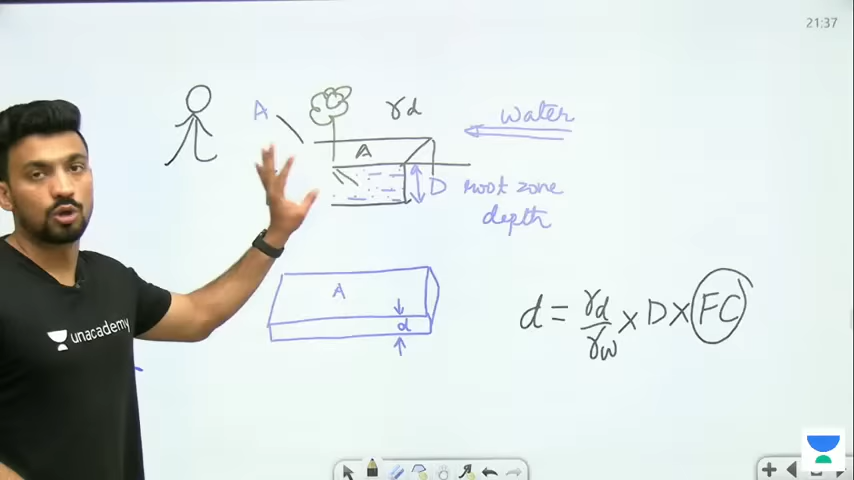 21:37
A
γd
water
A
D root zone
depth
A
d
d = γd/γw × D × FC
unacademy